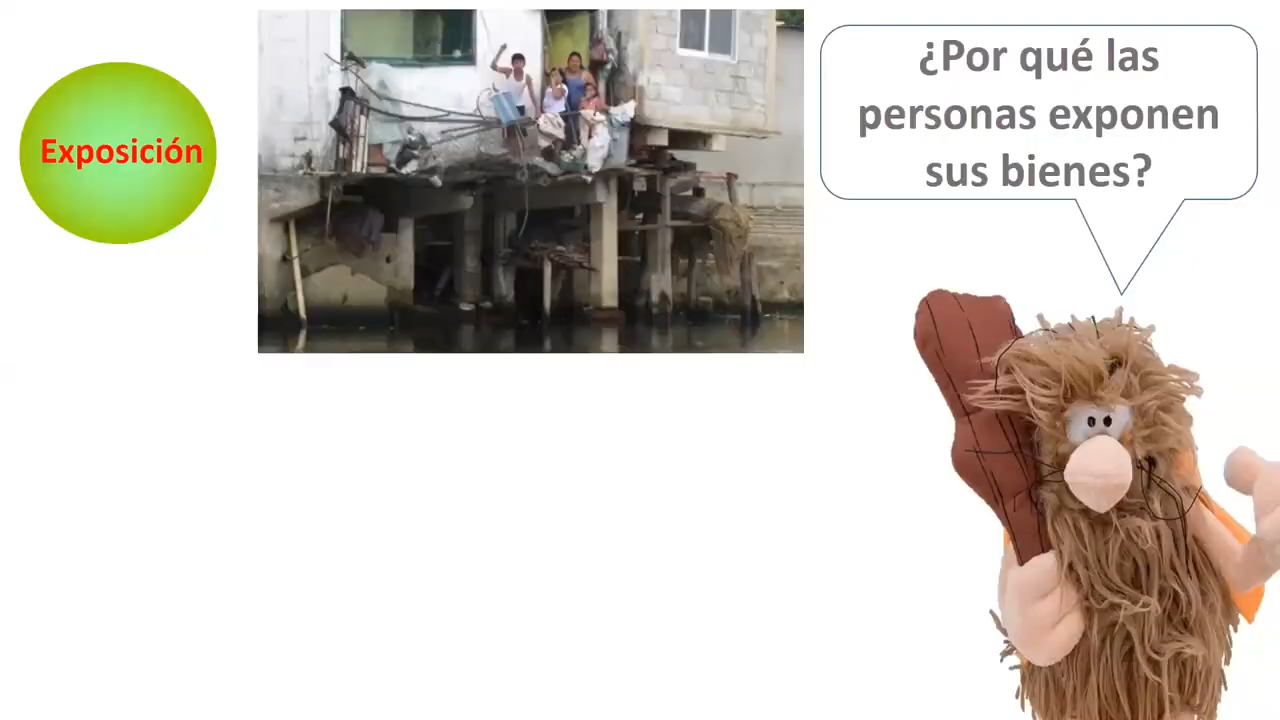 Exposición
¿Por qué las
personas exponen
sus bienes?